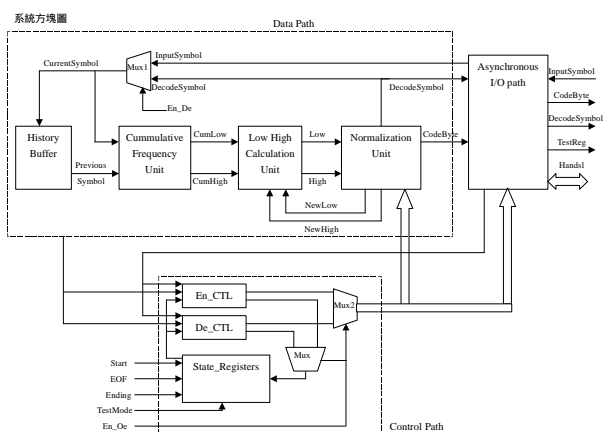 系統方塊圖
Data Path
InputSymbol
CurrentSymbol
Mux1
Asynchronous
I/O path
DecodeSymbol
DecodeSymbol
InputSymbol
CodeByte
En_De
DecodeSymbol
TestReg
History
Buffer
Previous
Symbol
Cummulative
Frequency
Unit
CumLow
CumHigh
Low High
Calculation
Unit
Low
High
Normalization
Unit
CodeByte
Handsl
NewLow
NewHigh
En_CTL
De_CTL
Mux2
Mux
State_Registers
Start
EOF
Ending
TestMode
En_Oe
Control Path